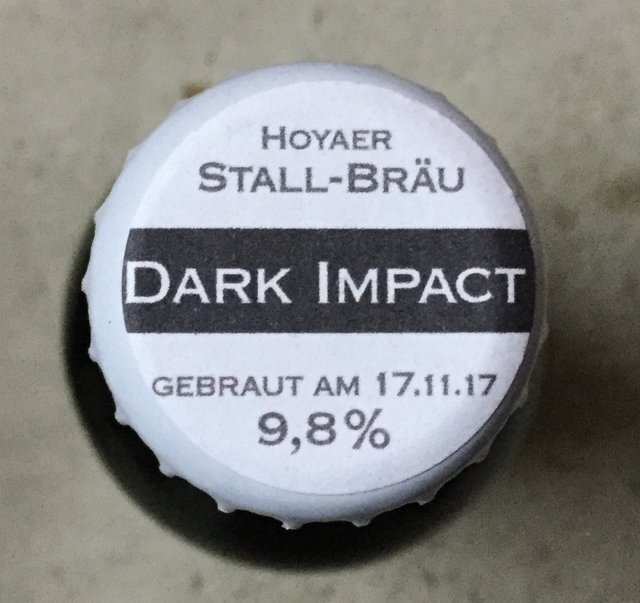 HOYAER
STALL-BRÄU
DARK IMPACT
GEBRAUT AM 17.11.17
9,8%